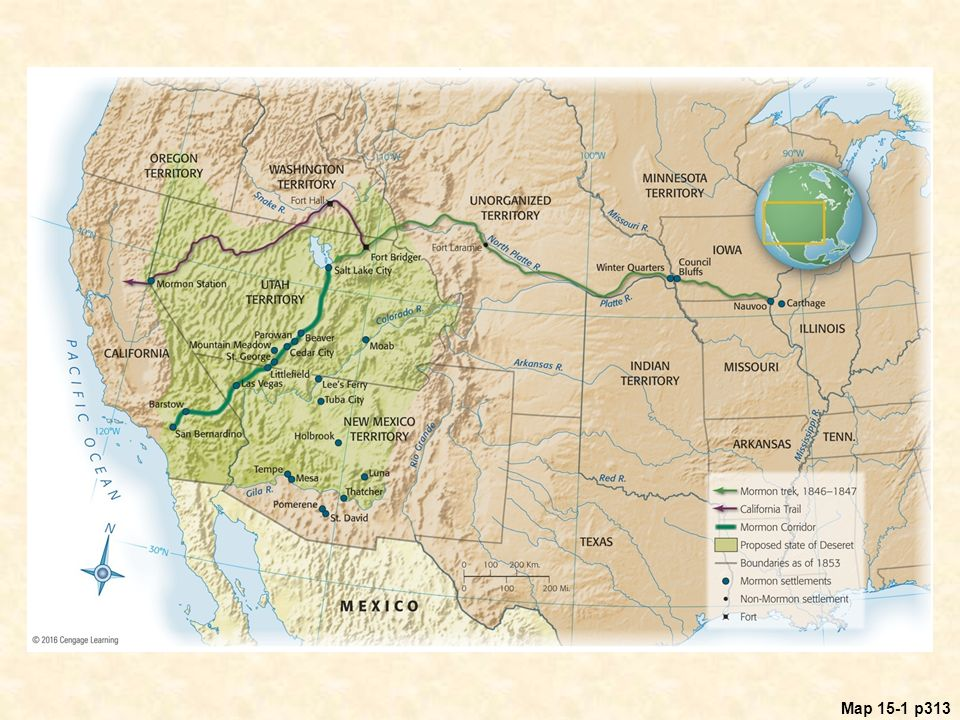 OREGON
TERRITORY
WASHINGTON
TERRITORY
Fort Hall
Snake R.
110°W
100°W
90°W
MINNESOTA
TERRITORY
UNORGANIZED
TERRITORY
Missouri R.
40°N
Fort Laramie
North Platte R.
IOWA
Fort Bridger
Salt Lake City
Winter Quarters
Council
Bluffs
Mormon Station
Platte R.
Nauvoo
Carthage
UTAH
TERRITORY
Colorado R.
ILLINOIS
Parowan
Beaver
Mountain Meadow
Cedar City
Moab
St. George
CALIFORNIA
Littlefield
Arkansas R.
INDIAN
TERRITORY
MISSOURI
Las Vegas
Lee's Ferry
Tuba City
Barstow
PACIFIC OCEAN
120°W
San Bernardino
NEW MEXICO
TERRITORY
Holbrook
Rio Grande
Mississippi R.
TENN.
ARKANSAS
Tempe
Mesa
Luna
Red R.
Gila R.
Thatcher
Pomerene
St. David
TEXAS
N
30°N
MEXICO
0 100 200 Km.
0 100 200 Mi.
Mormon trek, 1846–1847
California Trail
Mormon Corridor
Proposed state of Deseret
Boundaries as of 1853
Mormon settlements
Non-Mormon settlement
Fort
© 2016 Cengage Learning
Map 15-1 p313